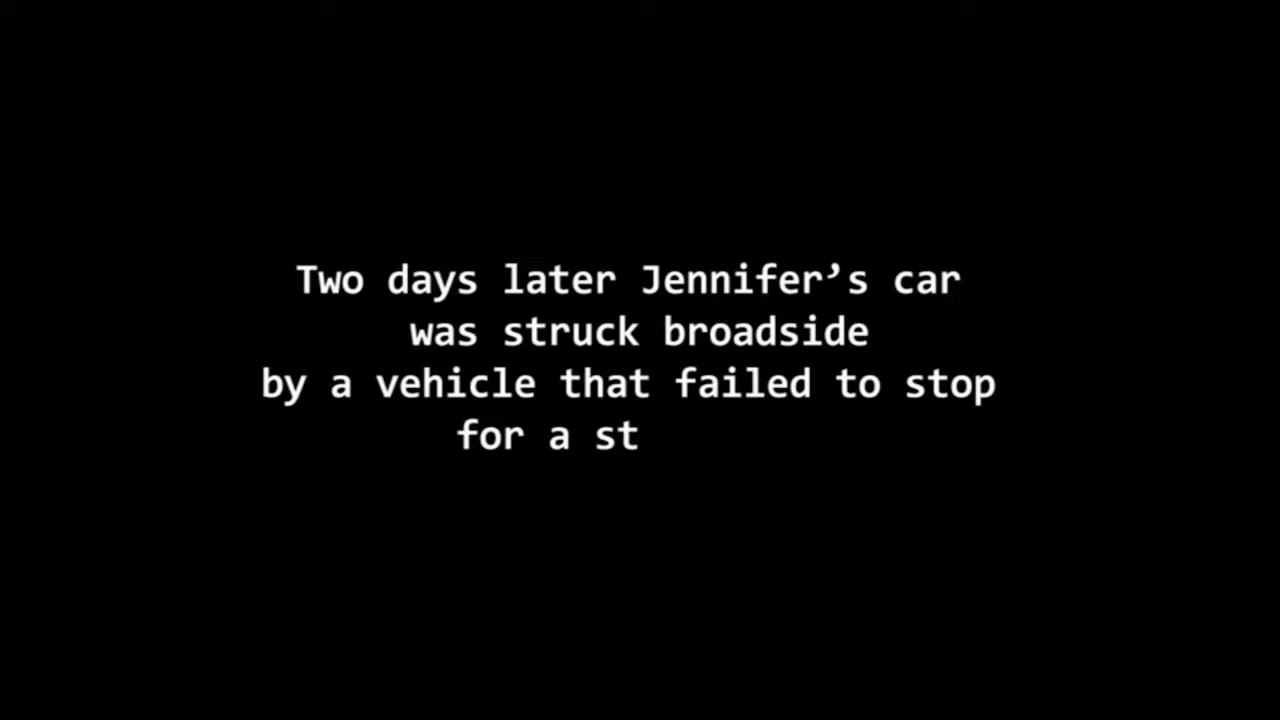 Two days later Jennifer’s car
was struck broadside
by a vehicle that failed to stop
for a st